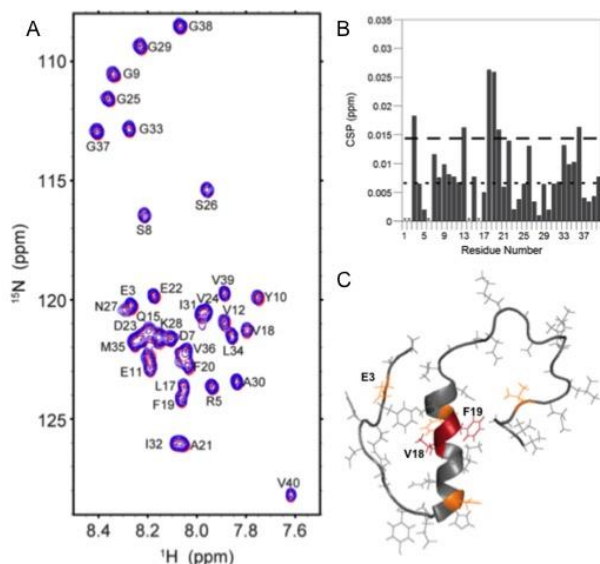 A
G38
G29
G9
G25
G33
G37
S26
S8
E3
E22
V39
N27
I31
V24
Y10
Q15
V12
D23
K28
V18
M35
D7
L34
V36
E11
F20
A30
L17
R5
F19
I32
A21
V40
110
115
120
125
8.4
8.2
8.0
7.8
7.6
¹⁵N (ppm)
¹H (ppm)
B
0.035
0.03
0.025
0.02
0.015
0.01
0.005
0
CSP (ppm)
1 5 9 13 17 21 25 29 33 37
Residue Number
C
E3
F19
V18